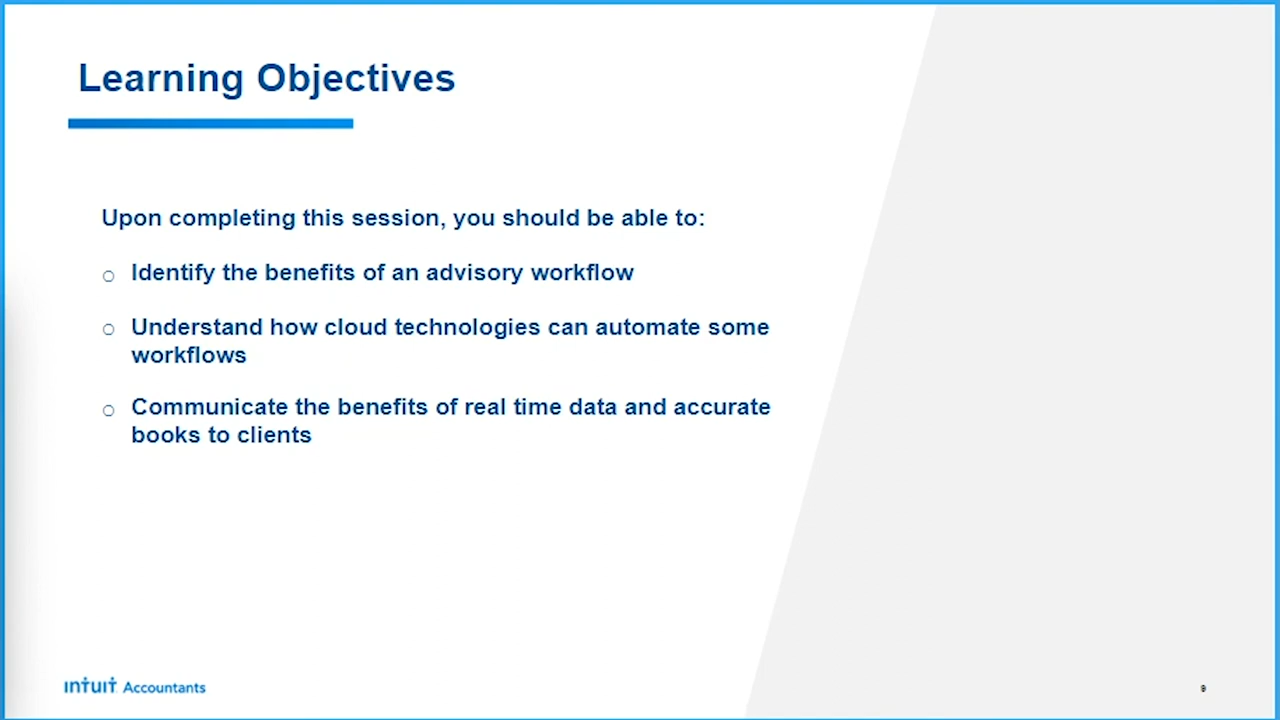 Learning Objectives
Upon completing this session, you should be able to:
Identify the benefits of an advisory workflow
Understand how cloud technologies can automate some
workflows
Communicate the benefits of real time data and accurate
books to clients
INTUIT Accountants
9